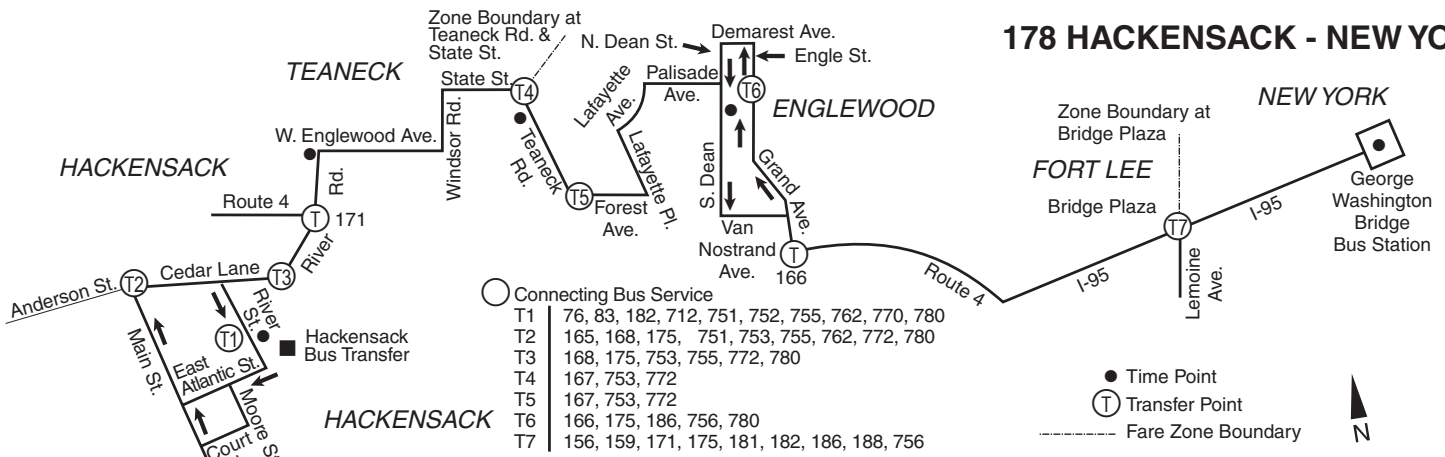 178 HACKENSACK - NEW YO
Zone Boundary at
Teaneck Rd. &
State St.
TEANECK
State St.
T4
Teaneck
Rd.
Windsor Rd.
W. Englewood Ave.
HACKENSACK
Route 4
Rd.
T
171
River
Anderson St.
T2
Cedar Lane
T3
River
St.
T1
Hackensack
Bus Transfer
Main St.
East
Atlantic St.
Moore S
Court
HACKENSACK
T5
Forest
Ave.
Lafayette Pl.
Lafayette
Ave.
Palisade
Ave.
N. Dean St.
Demarest Ave.
Engle St.
T6
ENGLEWOOD
S. Dean
Grand Ave.
Van
Nostrand
Ave.
T
166
Route 4
I-95
Zone Boundary at
Bridge Plaza
FORT LEE
Bridge Plaza
T7
Lemoine
Ave.
I-95
NEW YORK
George
Washington
Bridge
Bus Station
Connecting Bus Service
T1 76, 83, 182, 712, 751, 752, 755, 762, 770, 780
T2 165, 168, 175, 751, 753, 755, 762, 772, 780
T3 168, 175, 753, 755, 772, 780
T4 167, 753, 772
T5 167, 753, 772
T6 166, 175, 186, 756, 780
T7 156, 159, 171, 175, 181, 182, 186, 188, 756
Time Point
T Transfer Point
Fare Zone Boundary
N